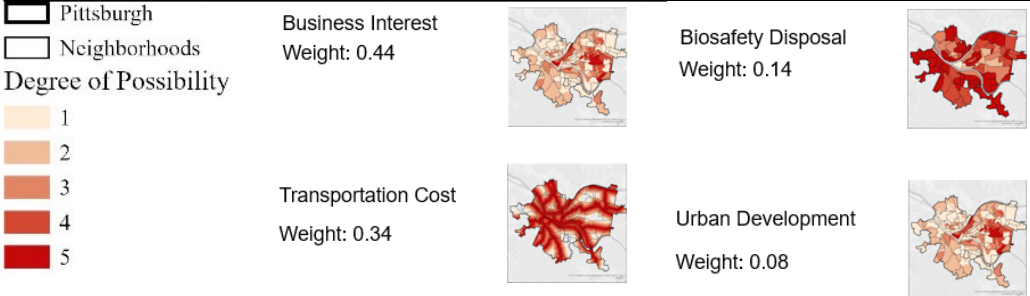 Pittsburgh
Neighborhoods
Degree of Possibility
1
2
3
4
5
Business Interest
Weight: 0.44
Transportation Cost
Weight: 0.34
Biosafety Disposal
Weight: 0.14
Urban Development
Weight: 0.08